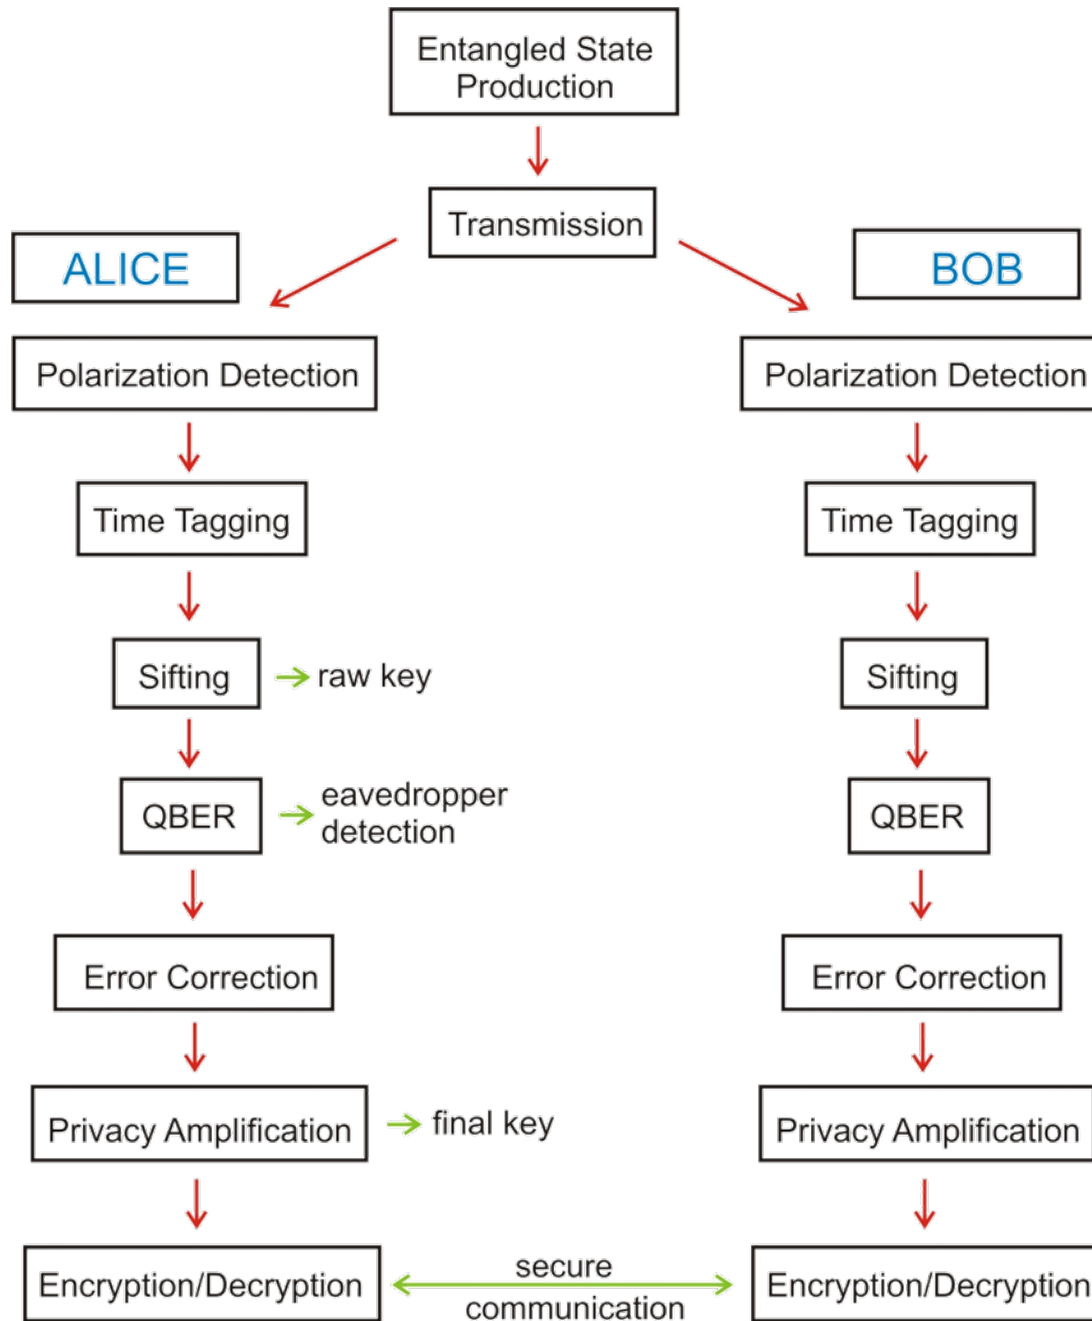 Entangled State
Production
Transmission
ALICE
BOB
Polarization Detection
Polarization Detection
Time Tagging
Time Tagging
Sifting
raw key
Sifting
QBER
eavedropper
detection
QBER
Error Correction
Error Correction
Privacy Amplification
final key
Privacy Amplification
Encryption/Decryption
secure
communication
Encryption/Decryption